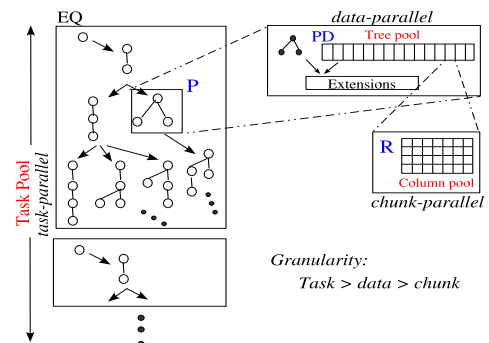 EQ
data-parallel
PD
Tree pool
Extensions
P
R
Column pool
chunk-parallel
Task Pool
task-parallel
Granularity:
Task > data > chunk